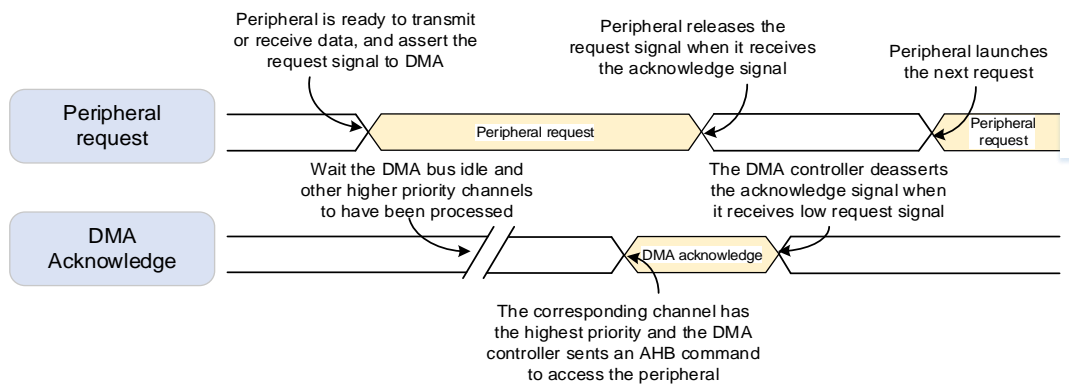 Peripheral is ready to transmit
or receive data, and assert the
request signal to DMA
Peripheral releases the
request signal when it receives
the acknowledge signal
Peripheral launches
the next request
Peripheral
request
Peripheral request
Peripheral
request
Wait the DMA bus idle and
other higher priority channels
to have been processed
The DMA controller deasserts
the acknowledge signal when
it receives low request signal
DMA
Acknowledge
DMA acknowledge
The corresponding channel has
the highest priority and the DMA
controller sents an AHB command
to access the peripheral